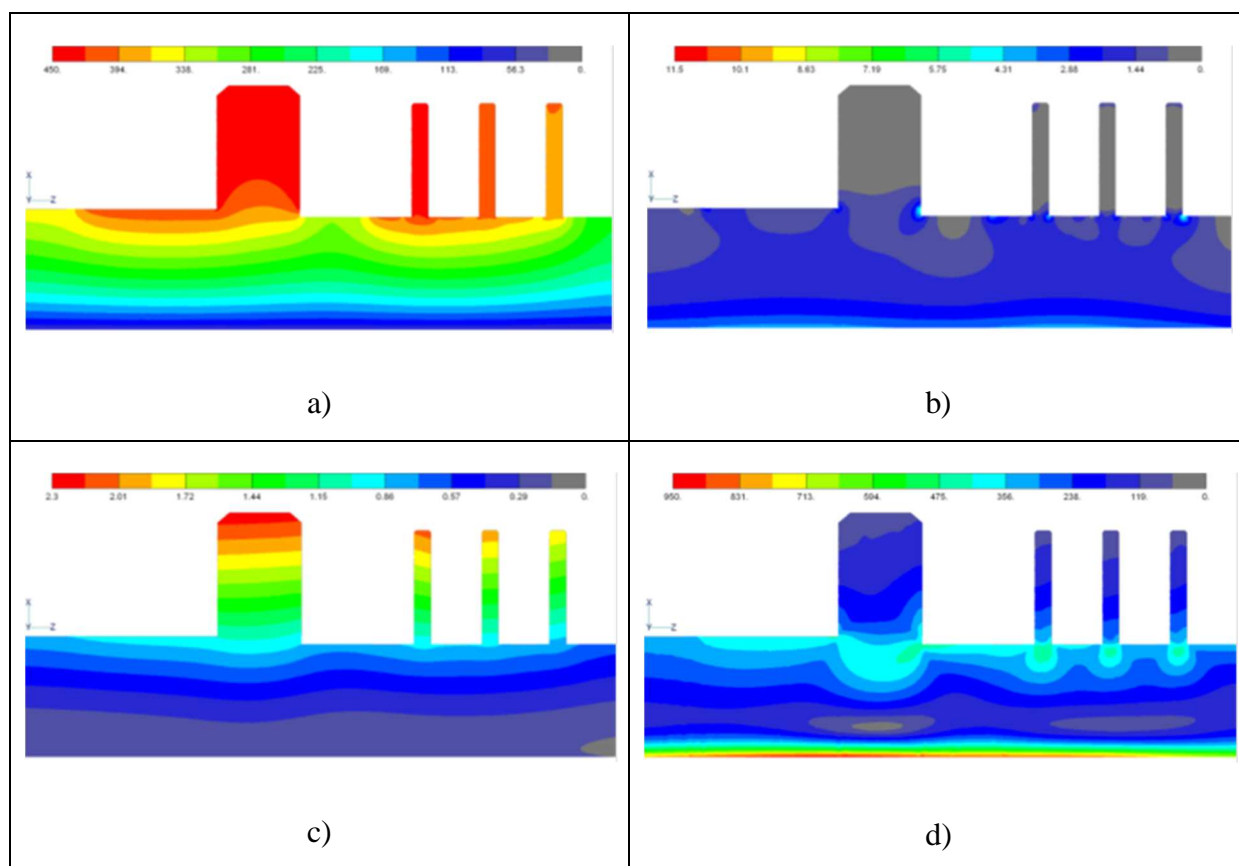 450. 394. 338. 281. 225. 169. 113. 56.3 0.
X
Y Z
a)
11.5 10.1 8.63 7.19 5.75 4.31 2.88 1.44 0.
X
Y Z
b)
2.3 2.01 1.72 1.44 1.15 0.86 0.57 0.29 0.
X
Y Z
c)
950. 831. 713. 594. 475. 356. 238. 119. 0.
X
Y Z
d)